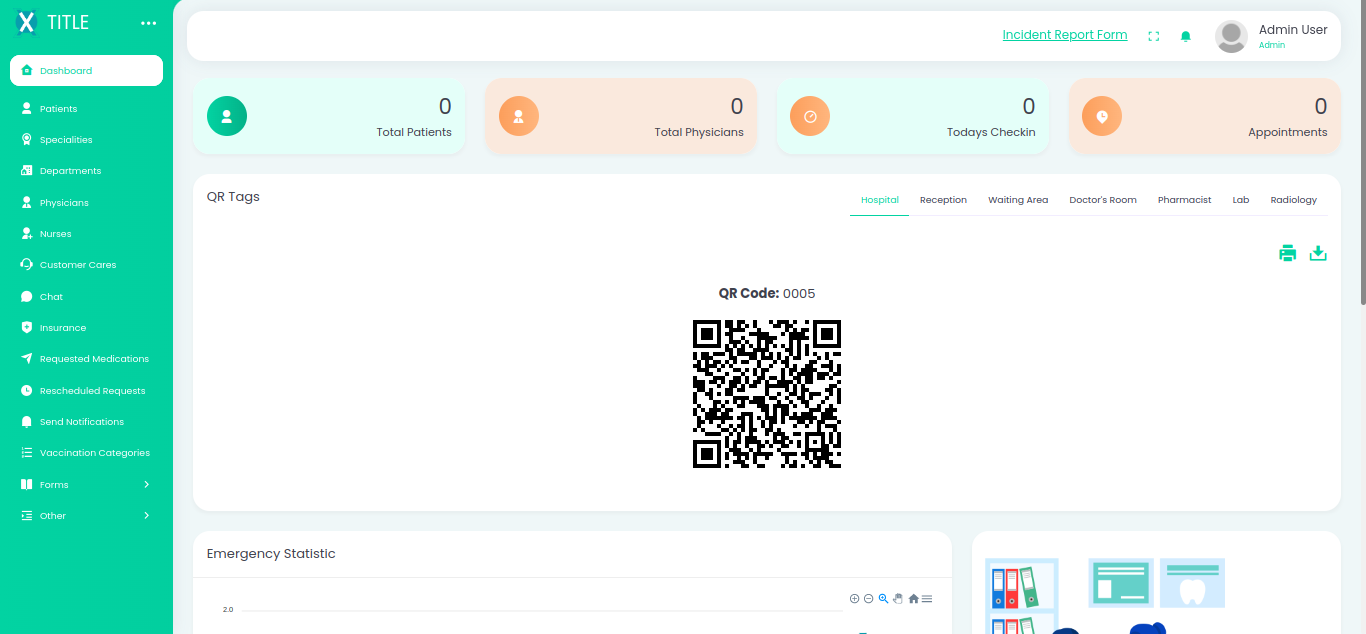 X TITLE
Dashboard
Patients
Specialities
Departments
Physicians
Nurses
Customer Cares
Chat
Insurance
Requested Medications
Rescheduled Requests
Send Notifications
Vaccination Categories
Forms
Other
Incident Report Form
Admin User
Admin
0
Total Patients
0
Total Physicians
0
Todays Checkin
0
Appointments
QR Tags
Hospital Reception Waiting Area Doctor's Room Pharmacist Lab Radiology
QR Code: 0005
Emergency Statistic
2.0